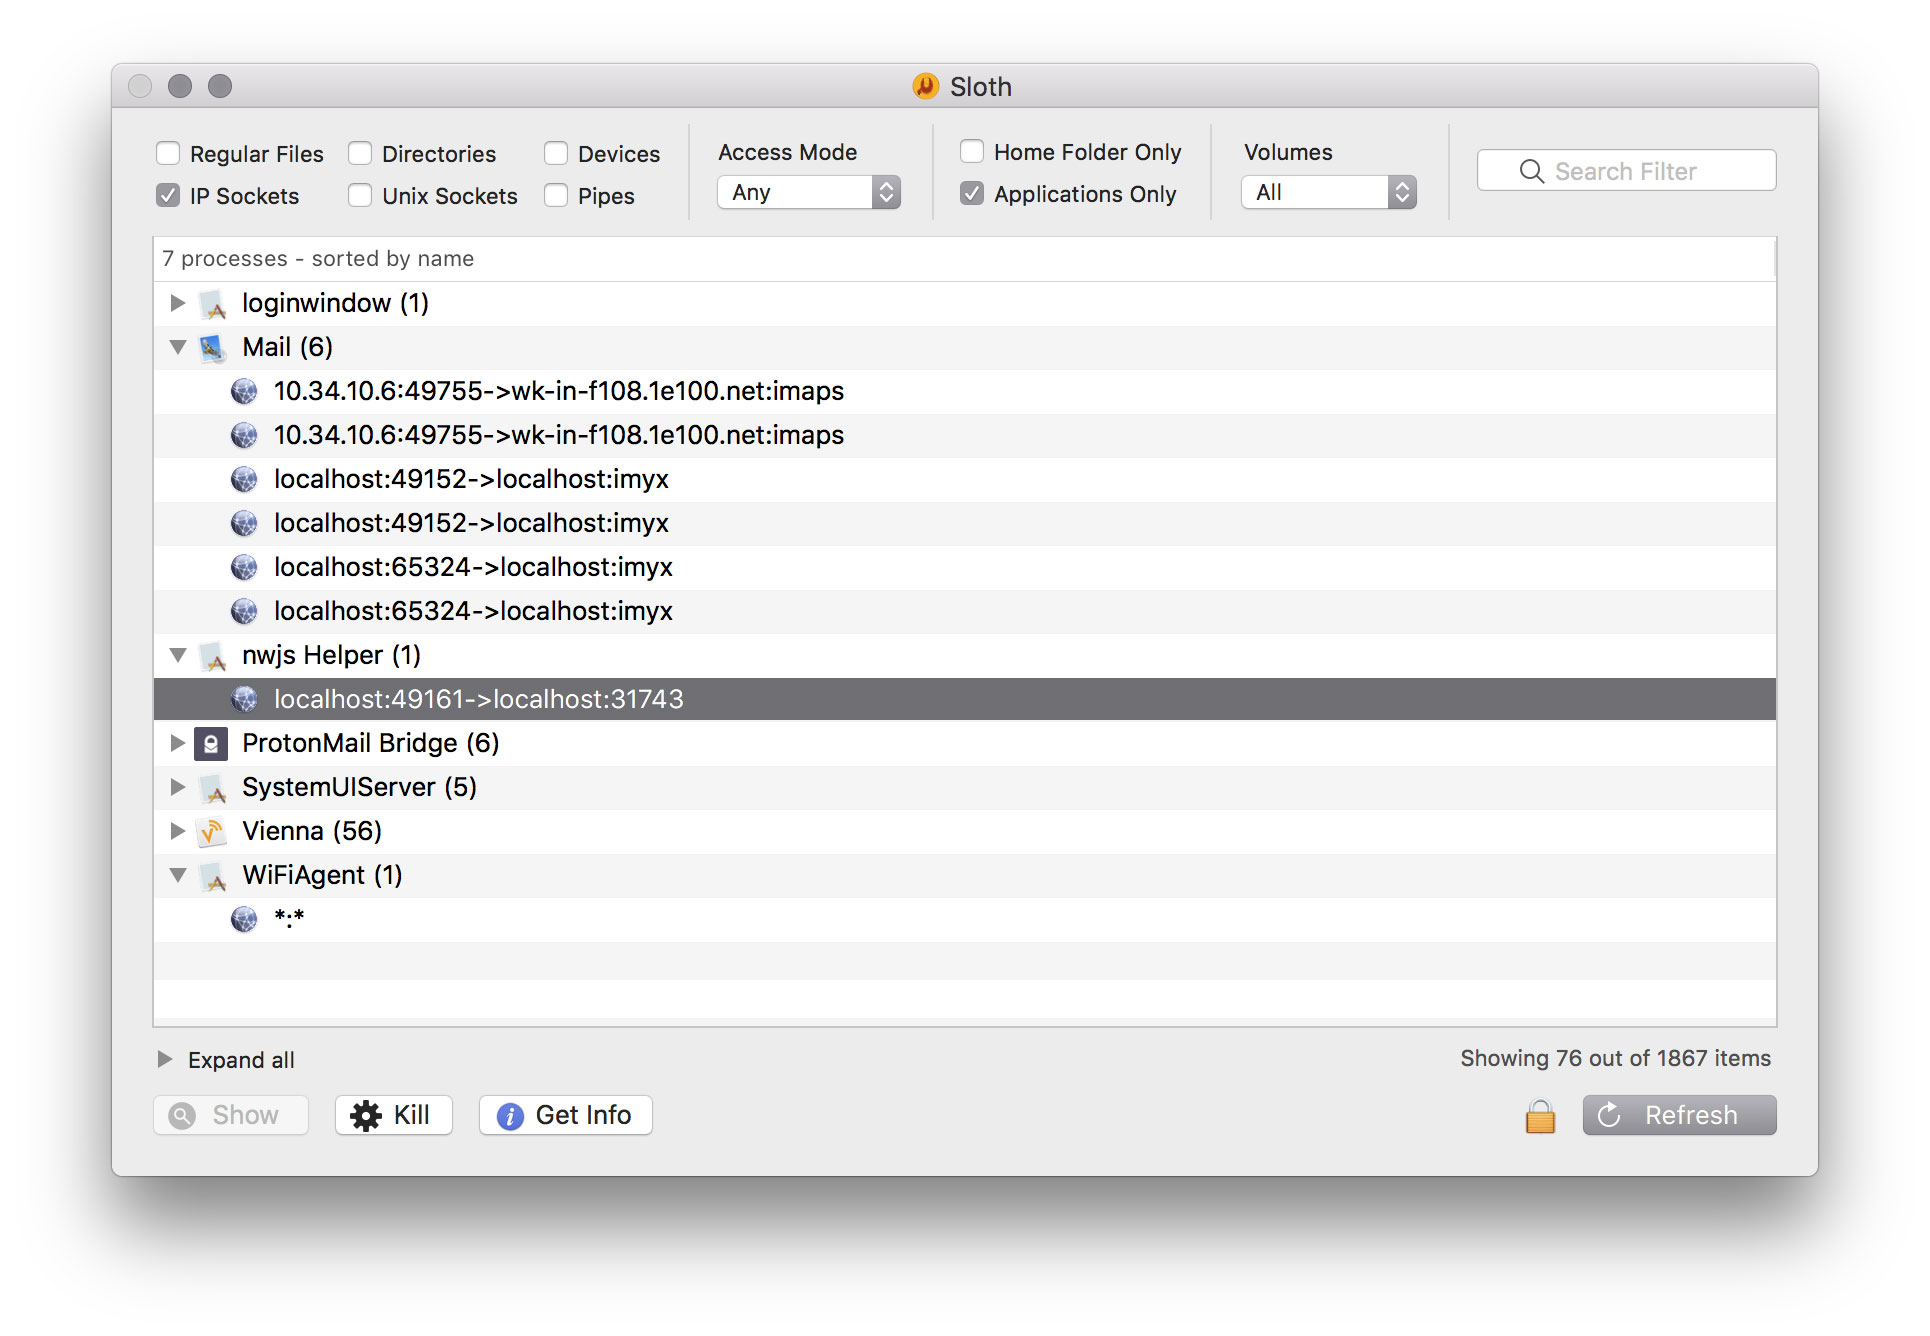 Sloth
Regular Files
Directories
Devices
IP Sockets
Unix Sockets
Pipes
Access Mode
Any
Home Folder Only
Applications Only
Volumes
All
Search Filter
7 processes - sorted by name
loginwindow (1)
Mail (6)
10.34.10.6:49755->wk-in-f108.1e100.net:imaps
10.34.10.6:49755->wk-in-f108.1e100.net:imaps
localhost:49152->localhost:imyx
localhost:49152->localhost:imyx
localhost:65324->localhost:imyx
localhost:65324->localhost:imyx
nwjs Helper (1)
localhost:49161->localhost:31743
ProtonMail Bridge (6)
SystemUIServer (5)
Vienna (56)
WiFiAgent (1)
*:*
Expand all
Showing 76 out of 1867 items
Show
Kill
Get Info
Refresh